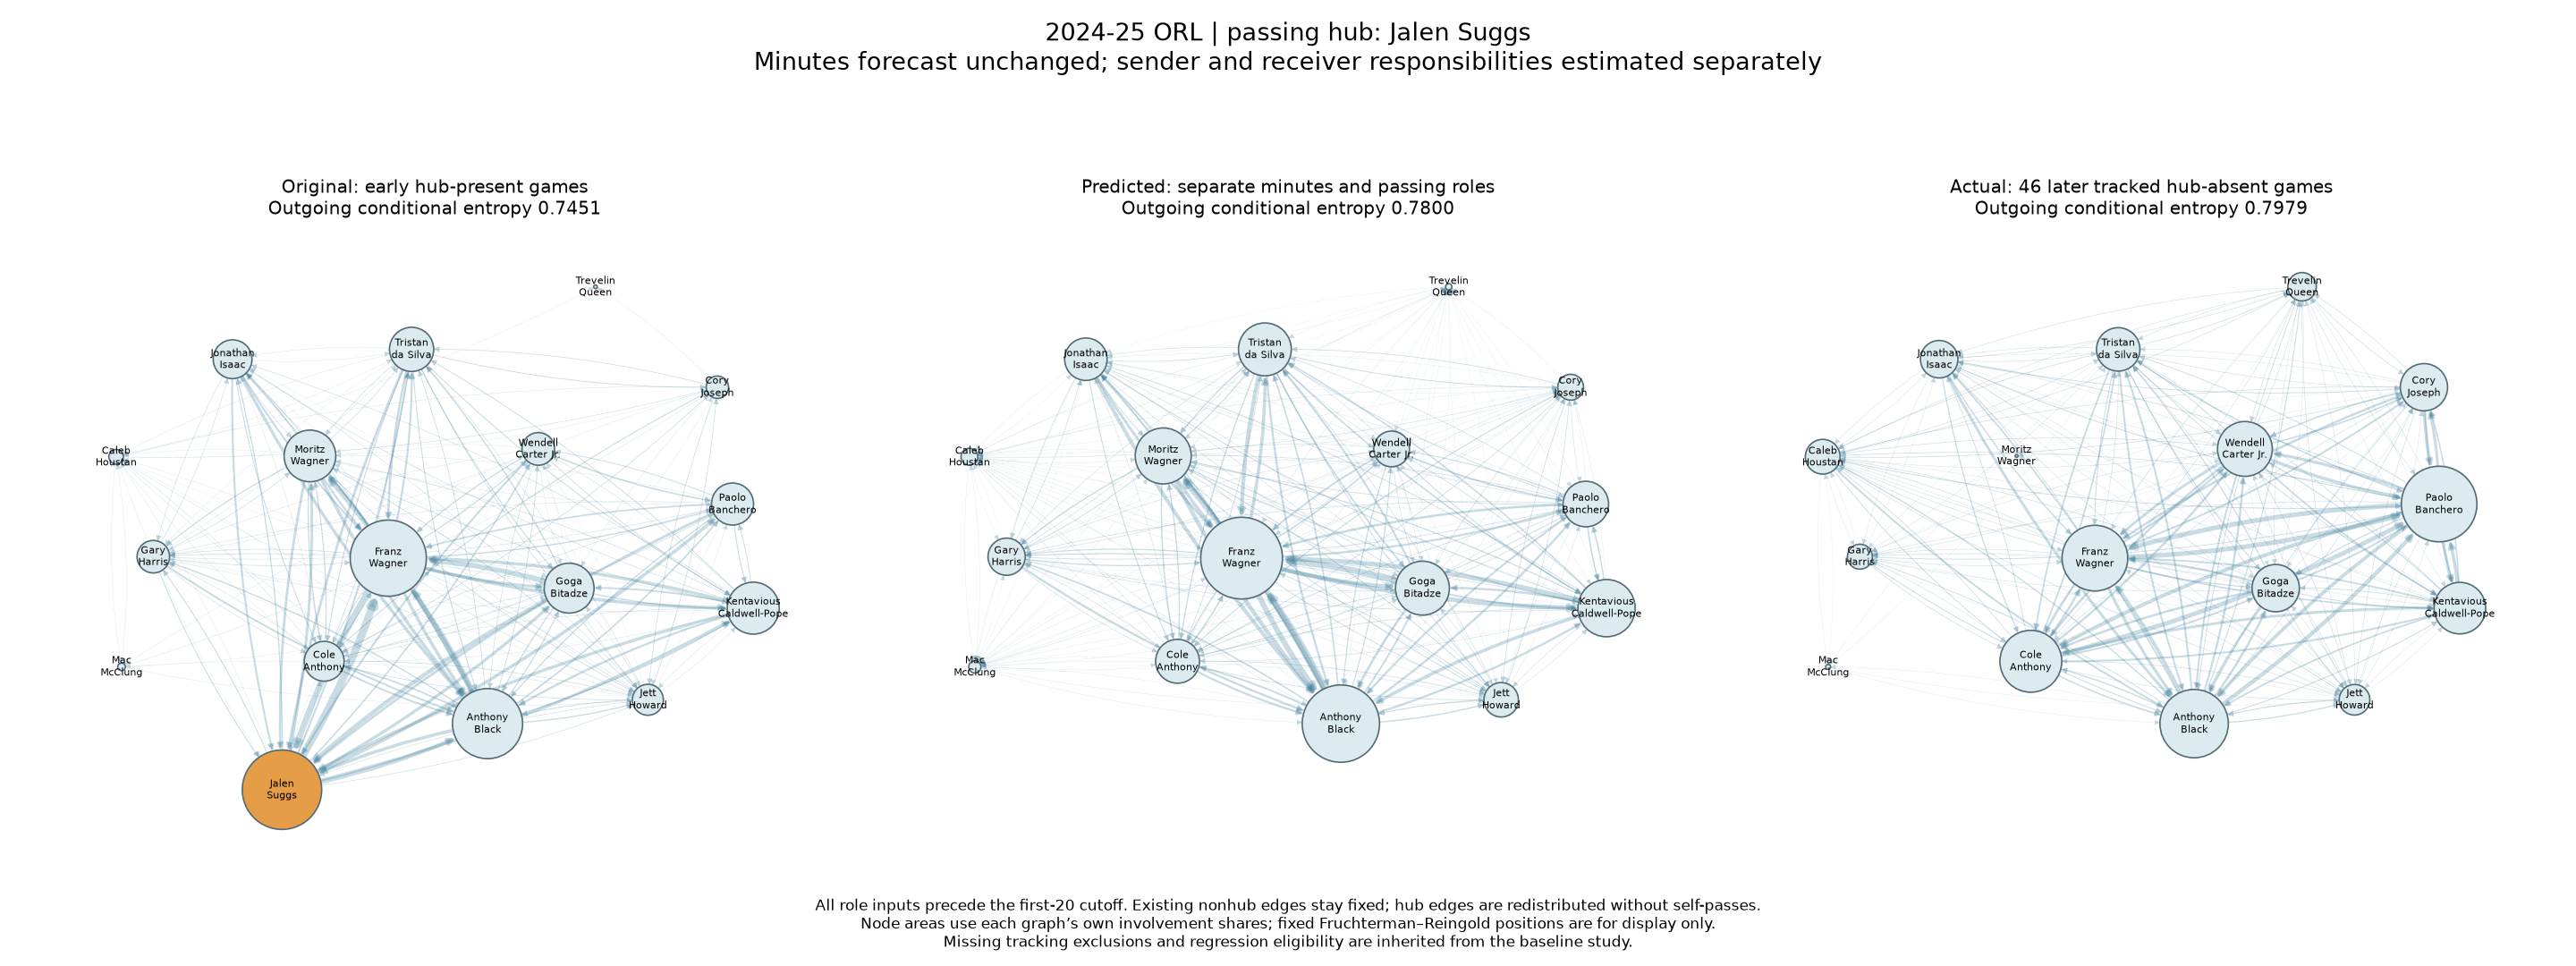 2024-25 ORL | passing hub: Jalen Suggs
Minutes forecast unchanged; sender and receiver responsibilities estimated separately
Original: early hub-present games
Outgoing conditional entropy 0.7451
Trevelin
Queen
Jonathan
Isaac
Tristan
da Silva
Cory
Joseph
Caleb
Houstan
Moritz
Wagner
Wendell
Carter Jr.
Paolo
Banchero
Gary
Harris
Franz
Wagner
Goga
Bitadze
Kentavious
Caldwell-Pope
Mac
McClung
Cole
Anthony
Jett
Howard
Anthony
Black
Jalen
Suggs
Predicted: separate minutes and passing roles
Outgoing conditional entropy 0.7800
Trevelin
Queen
Jonathan
Isaac
Tristan
da Silva
Cory
Joseph
Caleb
Houstan
Moritz
Wagner
Wendell
Carter Jr.
Paolo
Banchero
Gary
Harris
Franz
Wagner
Goga
Bitadze
Kentavious
Caldwell-Pope
Mac
McClung
Cole
Anthony
Jett
Howard
Anthony
Black
Actual: 46 later tracked hub-absent games
Outgoing conditional entropy 0.7979
Trevelin
Queen
Jonathan
Isaac
Tristan
da Silva
Cory
Joseph
Caleb
Houstan
Moritz
Wagner
Wendell
Carter Jr.
Paolo
Banchero
Gary
Harris
Franz
Wagner
Goga
Bitadze
Kentavious
Caldwell-Pope
Mac
McClung
Cole
Anthony
Jett
Howard
Anthony
Black
All role inputs precede the first-20 cutoff. Existing nonhub edges stay fixed; hub edges are redistributed without self-passes.
Node areas use each graph’s own involvement shares; fixed Fruchterman–Reingold positions are for display only.
Missing tracking exclusions and regression eligibility are inherited from the baseline study.